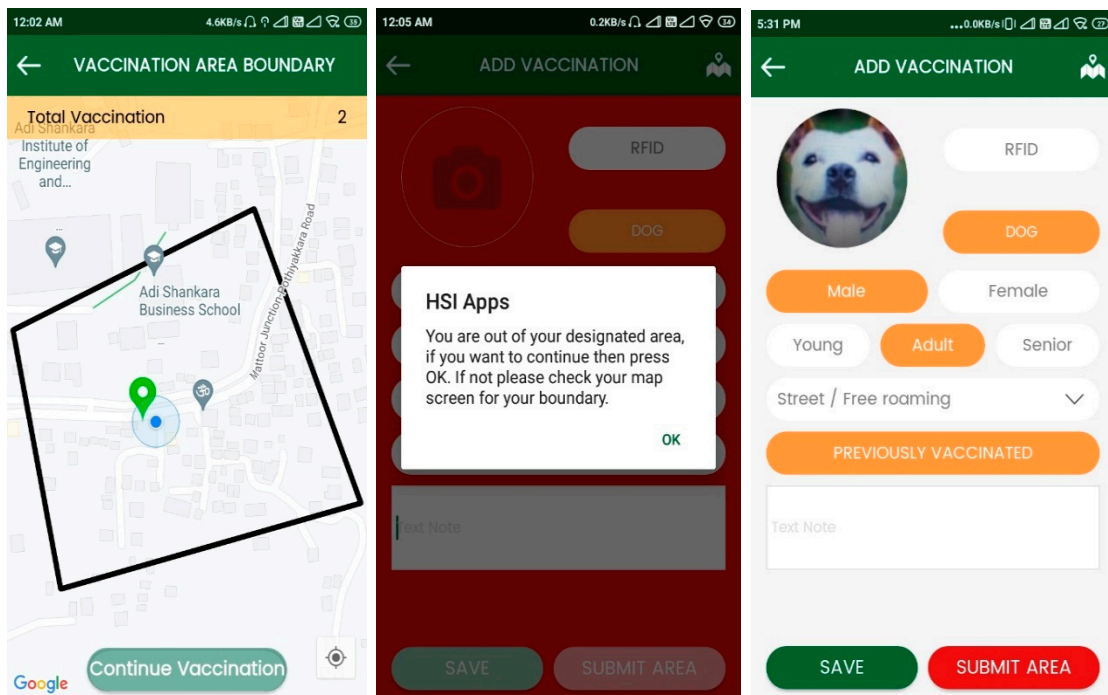 12:02 AM 4.6KB/s 35
VACCINATION AREA BOUNDARY
Total Vaccination 2
Adi Shankara
Institute of
Engineering
and...
Mattoor Junction-Pothiyakkara Road
Adi Shankara
Business School
ॐ
Continue Vaccination
Google
12:05 AM 0.2KB/s 34
ADD VACCINATION
RFID
DOG
HSI Apps
You are out of your designated area,
if you want to continue then press
OK. If not please check your map
screen for your boundary.
OK
Text Note
SAVE SUBMIT AREA
5:31 PM ...0.0KB/s 27
ADD VACCINATION
RFID
DOG
Male Female
Young Adult Senior
Street / Free roaming
PREVIOUSLY VACCINATED
Text Note
SAVE SUBMIT AREA